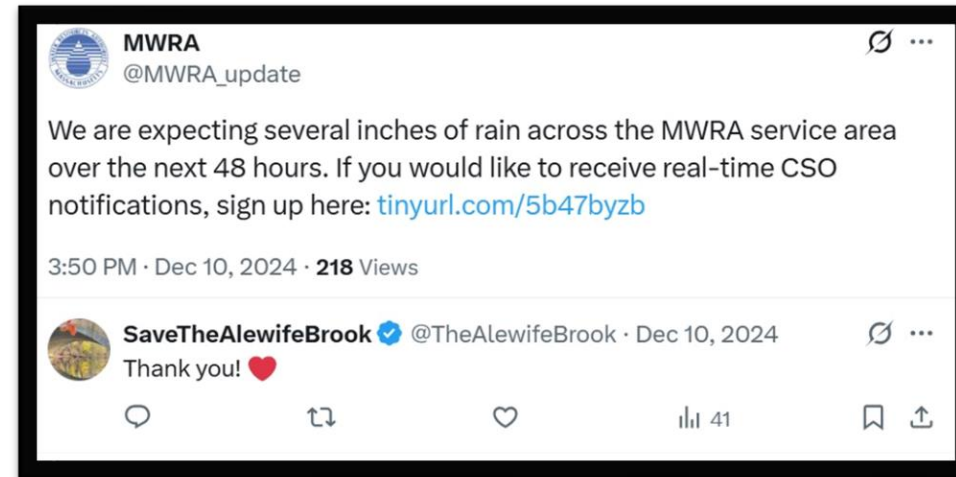 MWRA
@MWRA_update
We are expecting several inches of rain across the MWRA service area
over the next 48 hours. If you would like to receive real-time CSO
notifications, sign up here: tinyurl.com/5b47byzb
3:50 PM · Dec 10, 2024 · 218 Views
SaveTheAlewifeBrook @TheAlewifeBrook · Dec 10, 2024
Thank you! ❤️
41